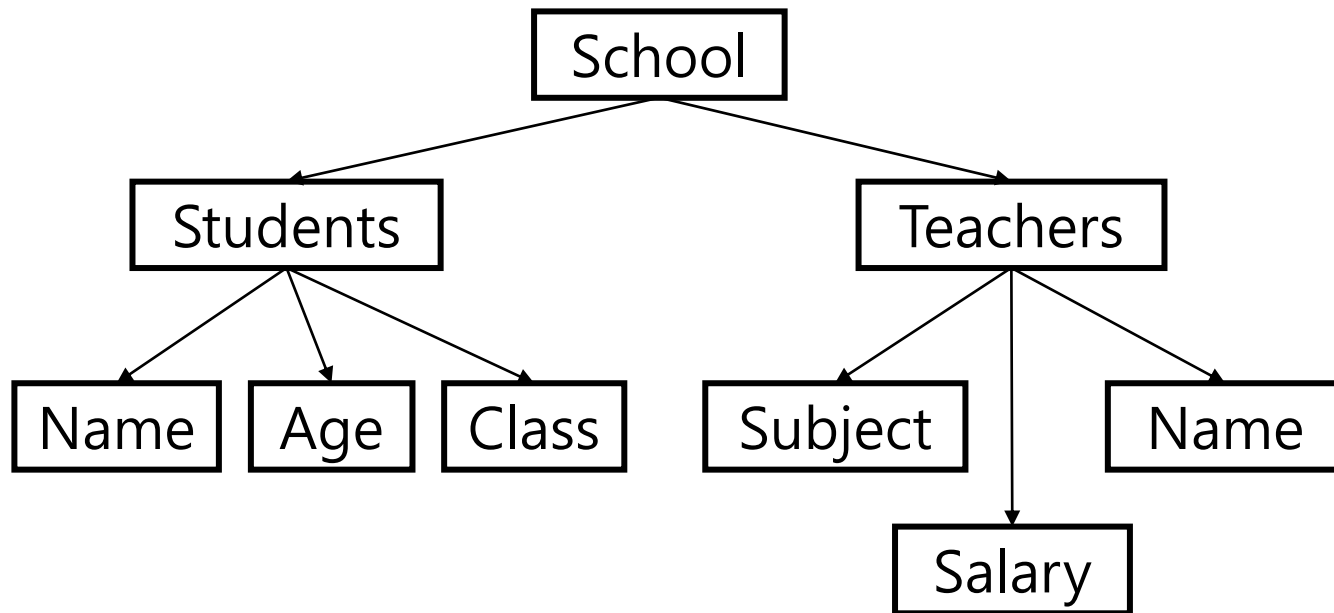 School
Students
Teachers
Name
Age
Class
Subject
Name
Salary